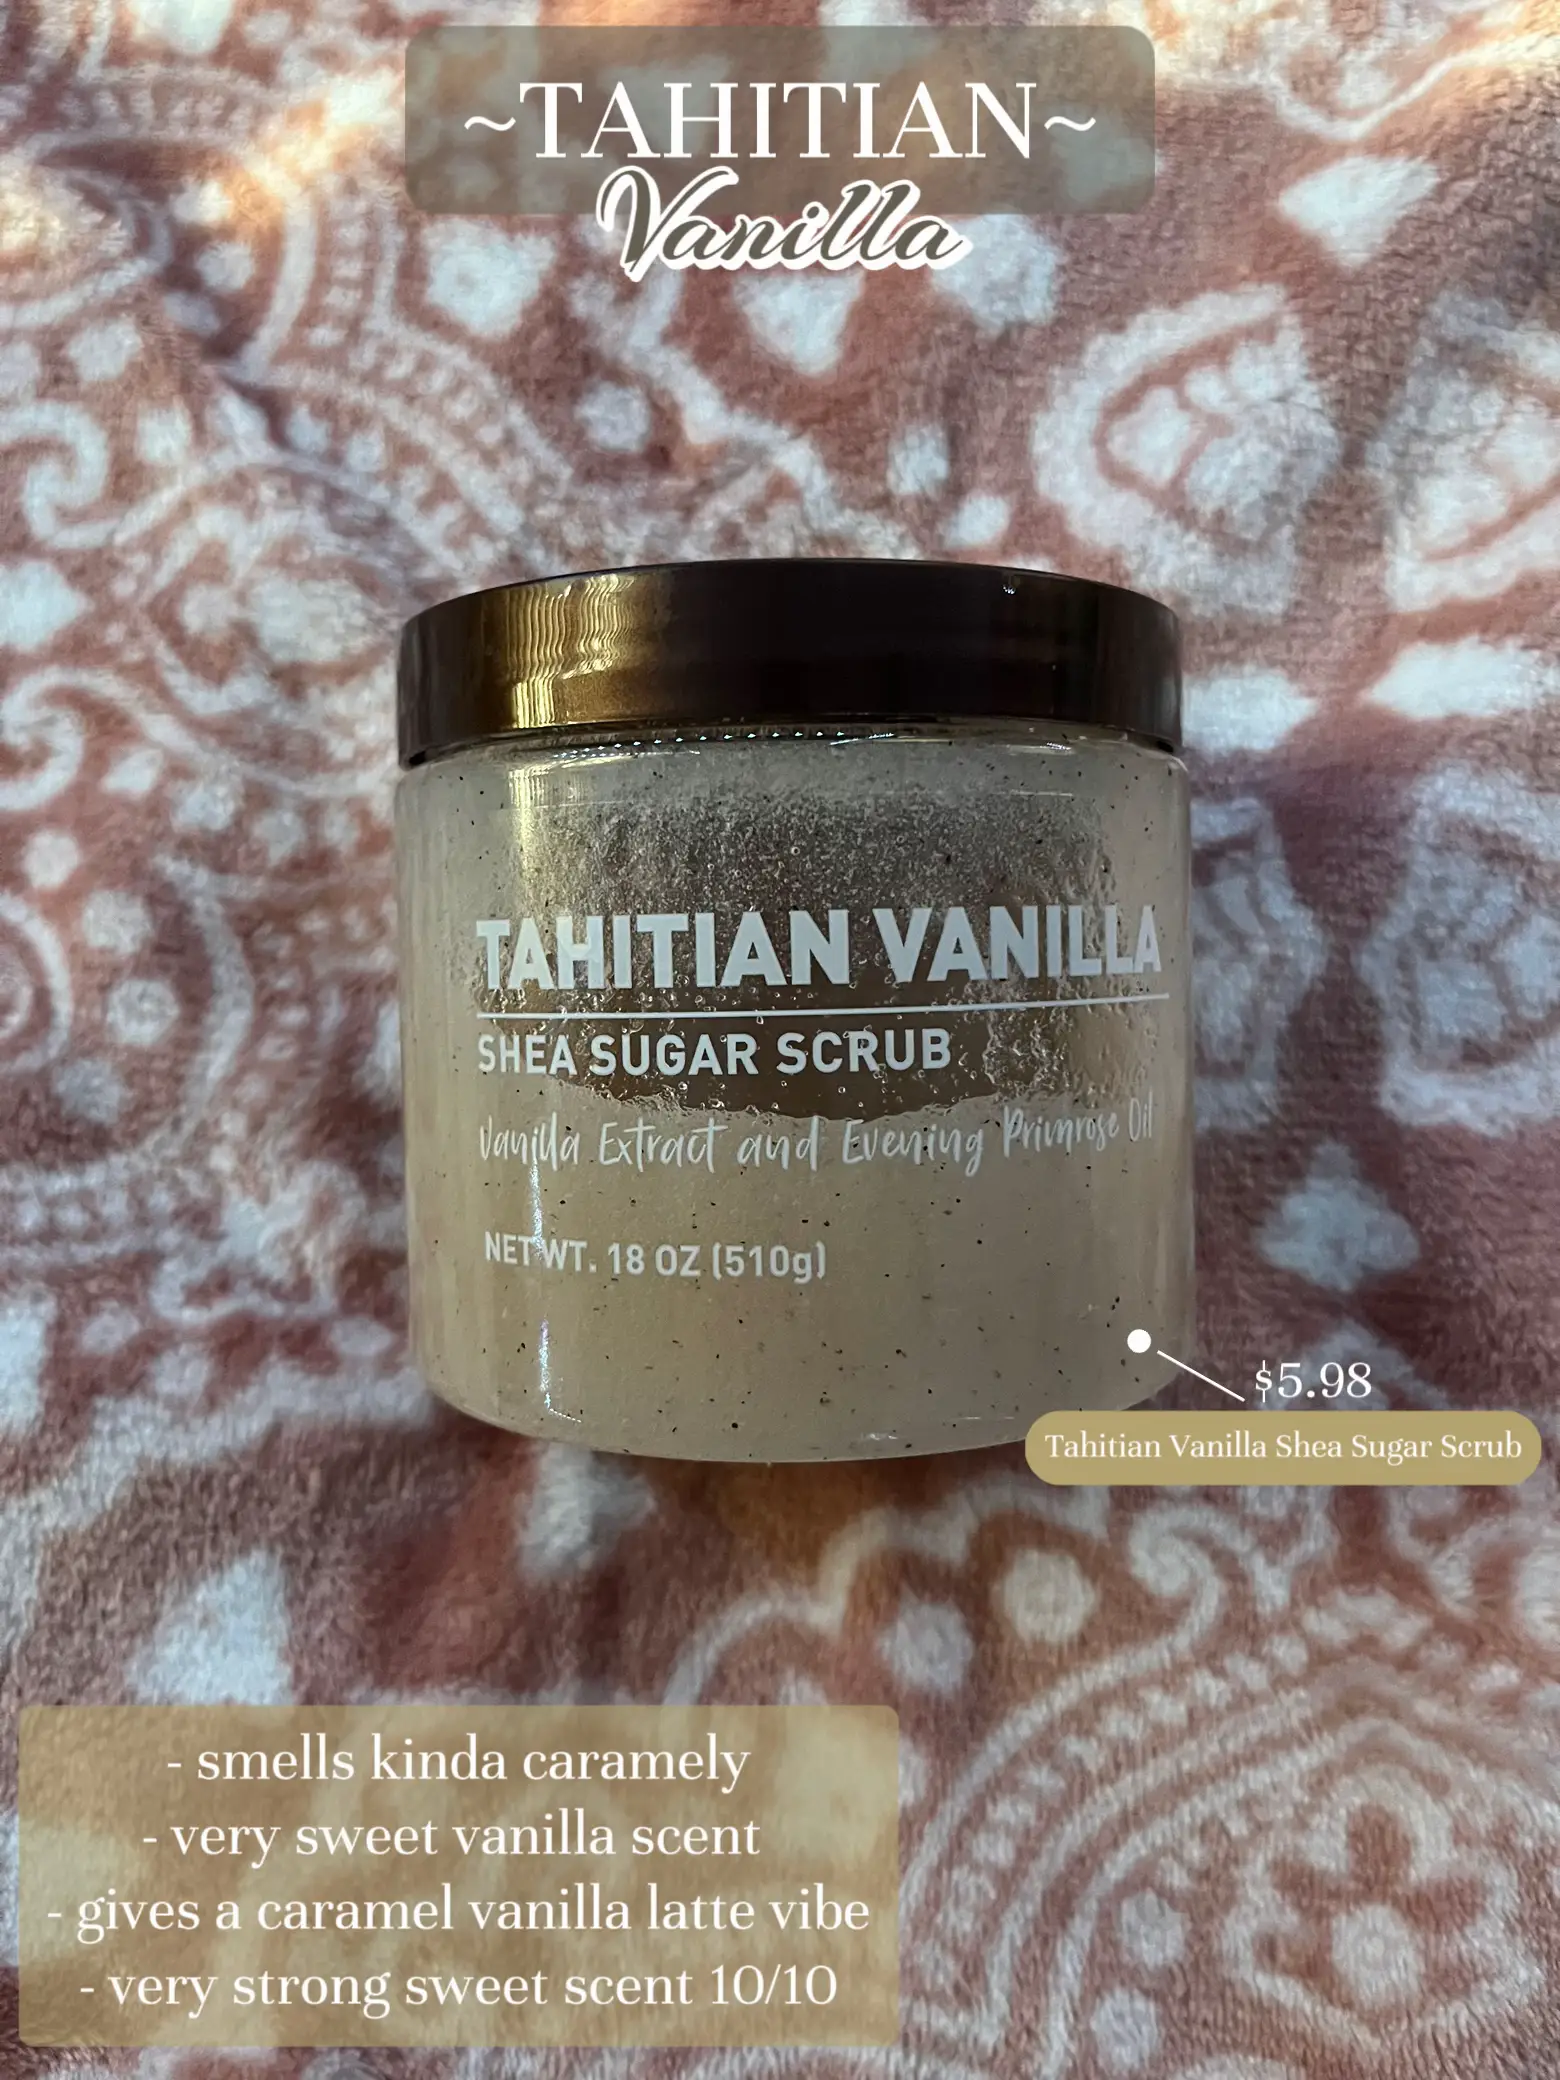 ~TAHITIAN~
Vanilla
TAHITIAN VANILLA
SHEA SUGAR SCRUB
Vanilla Extract and Evening Primrose Oil
NET WT. 18 OZ (510g)
$5.98
Tahitian Vanilla Shea Sugar Scrub
- smells kinda caramely
- very sweet vanilla scent
- gives a caramel vanilla latte vibe
- very strong sweet scent 10/10